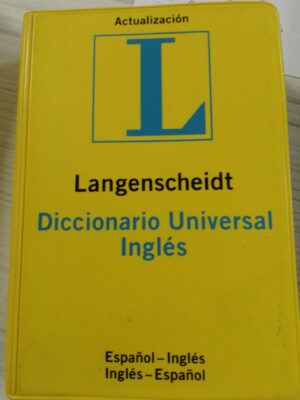 Actualización
L
Langenscheidt
Diccionario Universal
Inglés
Español – Inglés
Inglés – Español